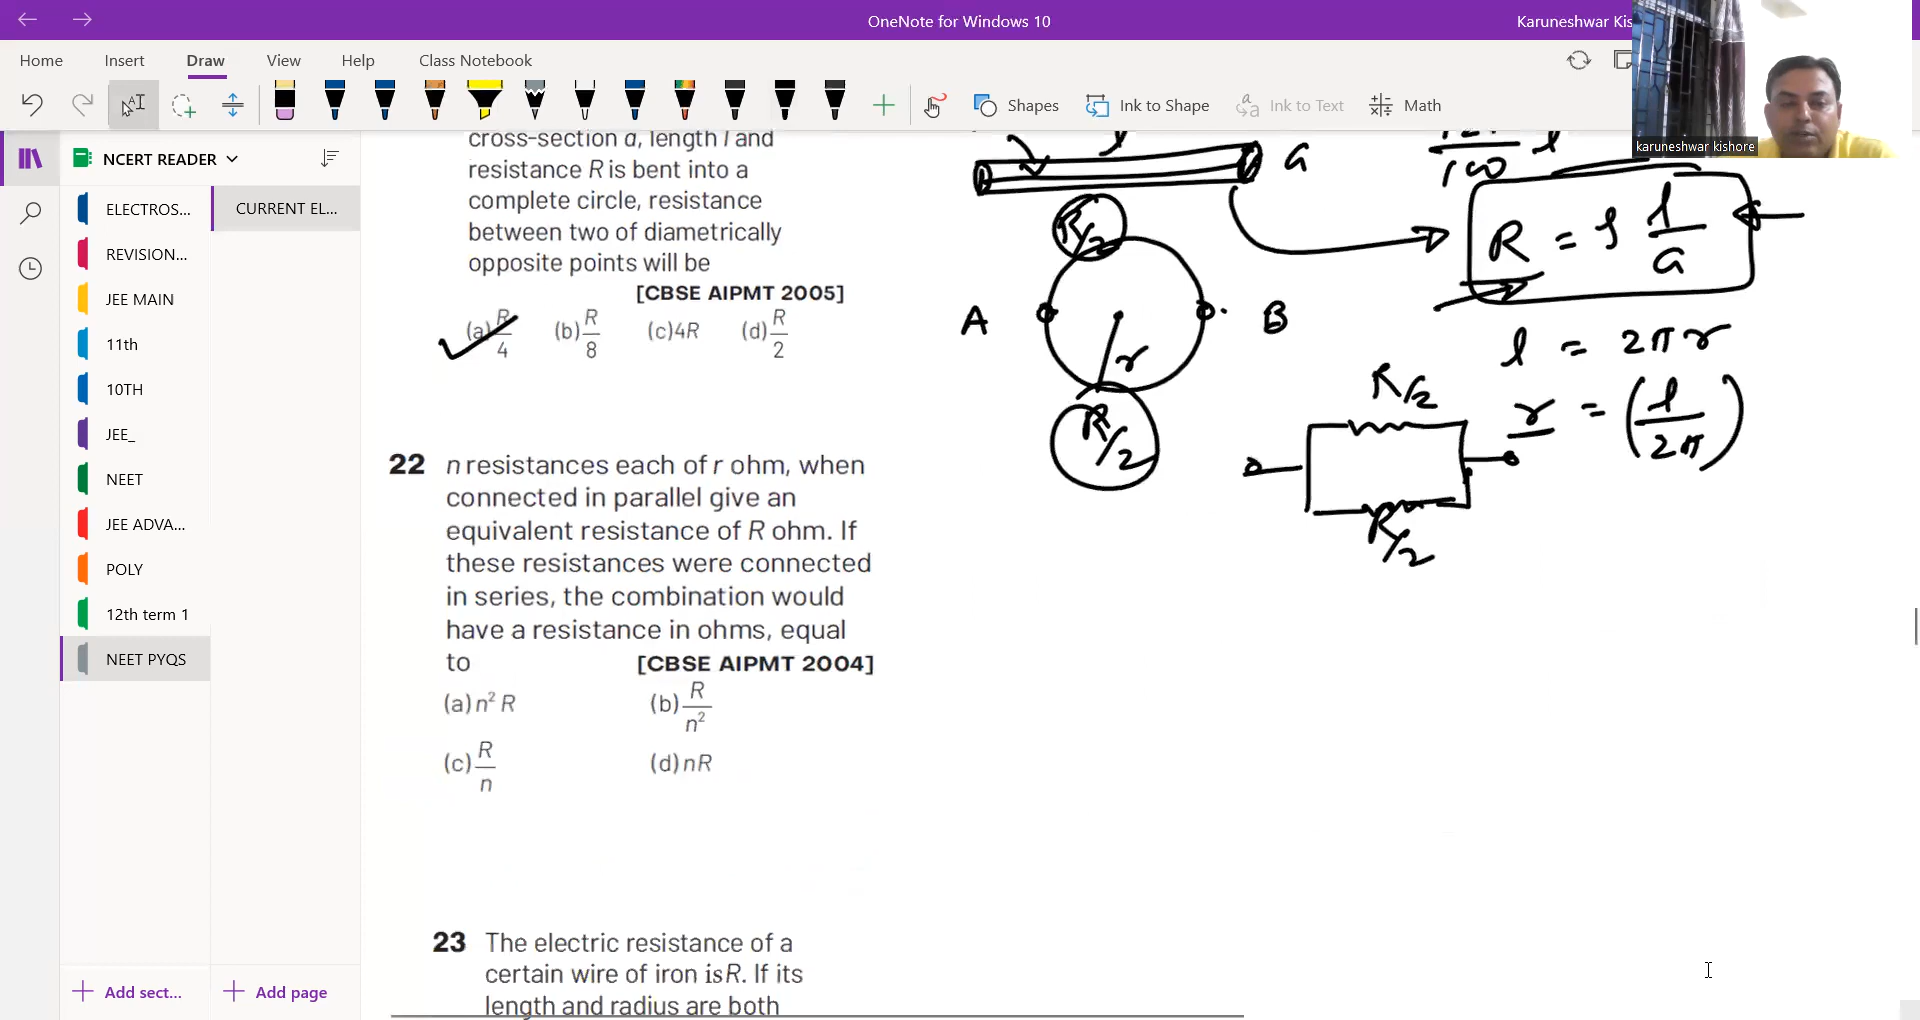 OneNote for Windows 10
Karuneshwar Kis
Home Insert Draw View Help Class Notebook
Shapes Ink to Shape Ink to Text Math
karuneshwar kishore
NCERT READER
ELECTROS...
REVISION...
JEE MAIN
11th
10TH
JEE_
NEET
JEE ADVA...
POLY
12th term 1
NEET PYQS
Add sect...
CURRENT EL...
Add page
cross-section a, length l and
resistance R is bent into a
complete circle, resistance
between two of diametrically
opposite points will be
[CBSE AIPMT 2005]
(a) R/4 (b) R/8 (c) 4R (d) R/2
22 n resistances each of r ohm, when
connected in parallel give an
equivalent resistance of R ohm. If
these resistances were connected
in series, the combination would
have a resistance in ohms, equal
to [CBSE AIPMT 2004]
(a) n² R (b) R/n²
(c) R/n (d) nR
23 The electric resistance of a
certain wire of iron is R. If its
length and radius are both
l a
100 l
R/2
R = ρ l/a
A B
r
l = 2πr
R/2
R/2
r = (l/2π)
R/2